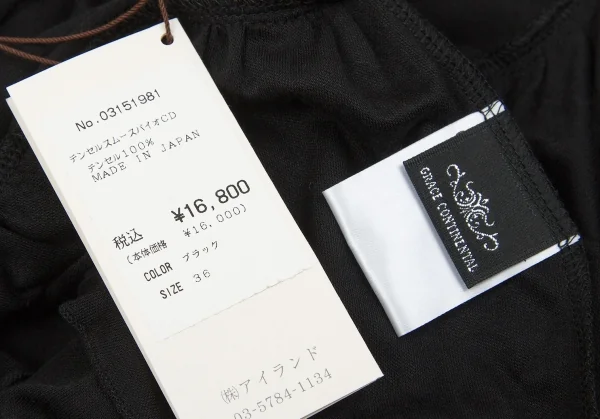 No.03151981
テンセルスムースバイオCD
テンセル100%
MADE IN JAPAN
税込 ¥16,800
(本体価格 ¥16,000)
COLOR ブラック
SIZE 36
㈱アイランド
03-5784-1134
GRACE CONTINENTAL